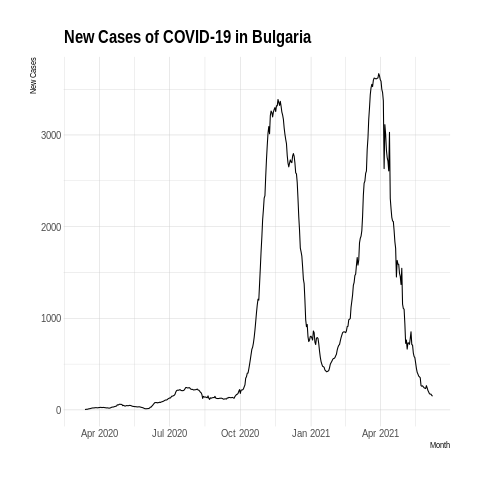 New Cases of COVID-19 in Bulgaria
New Cases
3000
2000
1000
0
Apr 2020 Jul 2020 Oct 2020 Jan 2021 Apr 2021
Month